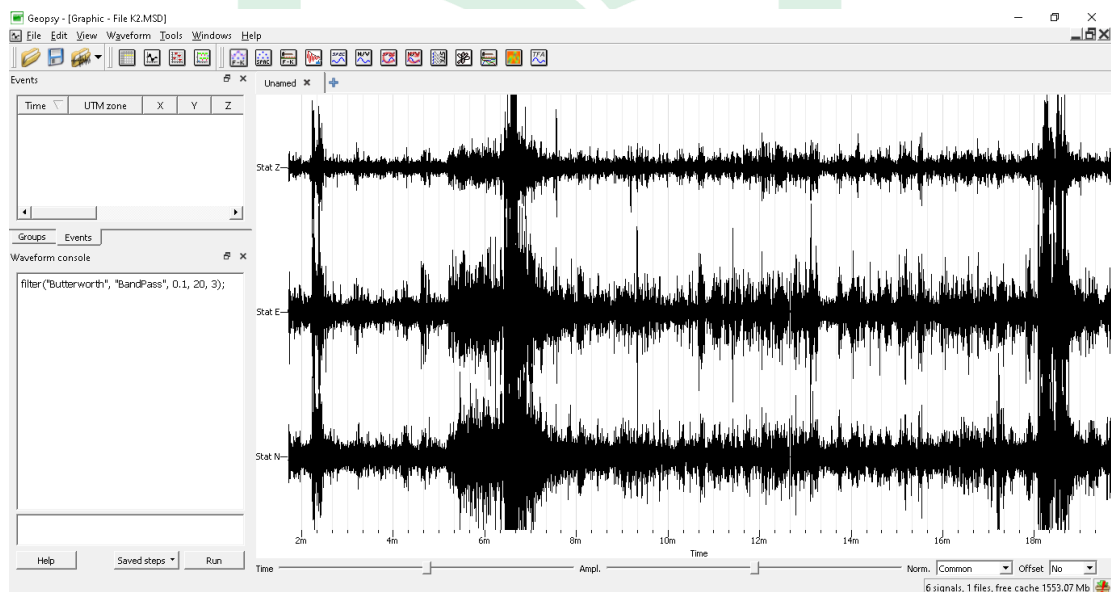 Geopsy - [Graphic - File K2.MSD]
File Edit View Waveform Tools Windows Help
Events
Time UTM zone X Y Z
Groups Events
Waveform console
filter("Butterworth", "BandPass", 0.1, 20, 3);
Help Saved steps Run
Unamed
Stat Z
Stat E
Stat N
2m 4m 6m 8m 10m 12m 14m 16m 18m
Time
Time Ampl. Norm. Common Offset No
6 signals, 1 files, free cache 1553.07 Mb